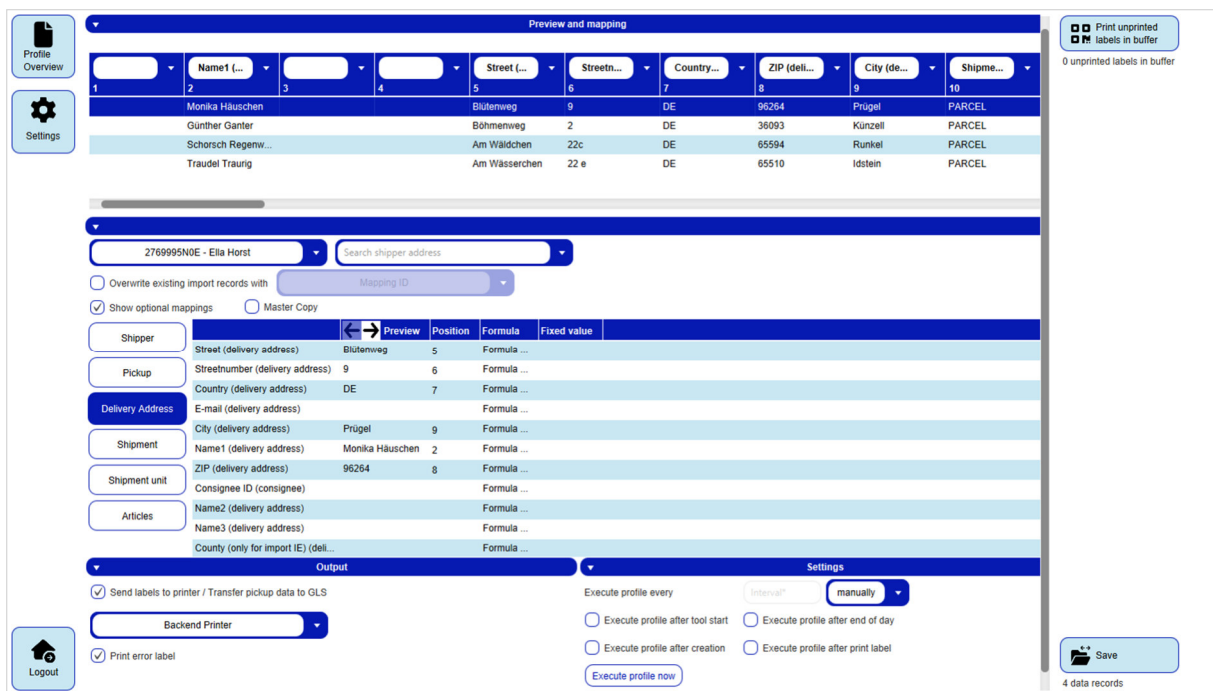 Profile
Overview
Settings
Logout
Preview and mapping
Name1 (... Street (... Streetn... Country... ZIP (deli... City (de... Shipme...
1 2 3 4 5 6 7 8 9 10
Monika Häuschen Blütenweg 9 DE 96264 Prügel PARCEL
Günther Ganter Böhmenweg 2 DE 36093 Künzell PARCEL
Schorsch Regenw... Am Wäldchen 22c DE 65594 Runkel PARCEL
Traudel Traurig Am Wässerchen 22 e DE 65510 Idstein PARCEL
2769995N0E - Ella Horst Search shipper address
Overwrite existing import records with Mapping ID
Show optional mappings Master Copy
Shipper
Pickup
Delivery Address
Shipment
Shipment unit
Articles
Preview Position Formula Fixed value
Street (delivery address) Blütenweg 5 Formula ...
Streetnumber (delivery address) 9 6 Formula ...
Country (delivery address) DE 7 Formula ...
E-mail (delivery address) Formula ...
City (delivery address) Prügel 9 Formula ...
Name1 (delivery address) Monika Häuschen 2 Formula ...
ZIP (delivery address) 96264 8 Formula ...
Consignee ID (consignee) Formula ...
Name2 (delivery address) Formula ...
Name3 (delivery address) Formula ...
County (only for import IE) (deli... Formula ...
Output
Send labels to printer / Transfer pickup data to GLS
Backend Printer
Print error label
Settings
Execute profile every Interval* manually
Execute profile after tool start Execute profile after end of day
Execute profile after creation Execute profile after print label
Execute profile now
Print unprinted
labels in buffer
0 unprinted labels in buffer
Save
4 data records